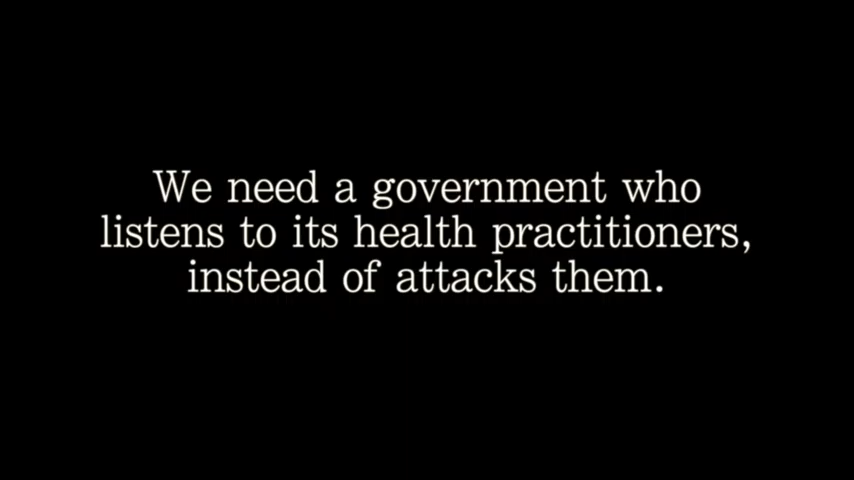 We need a government who
listens to its health practitioners,
instead of attacks them.